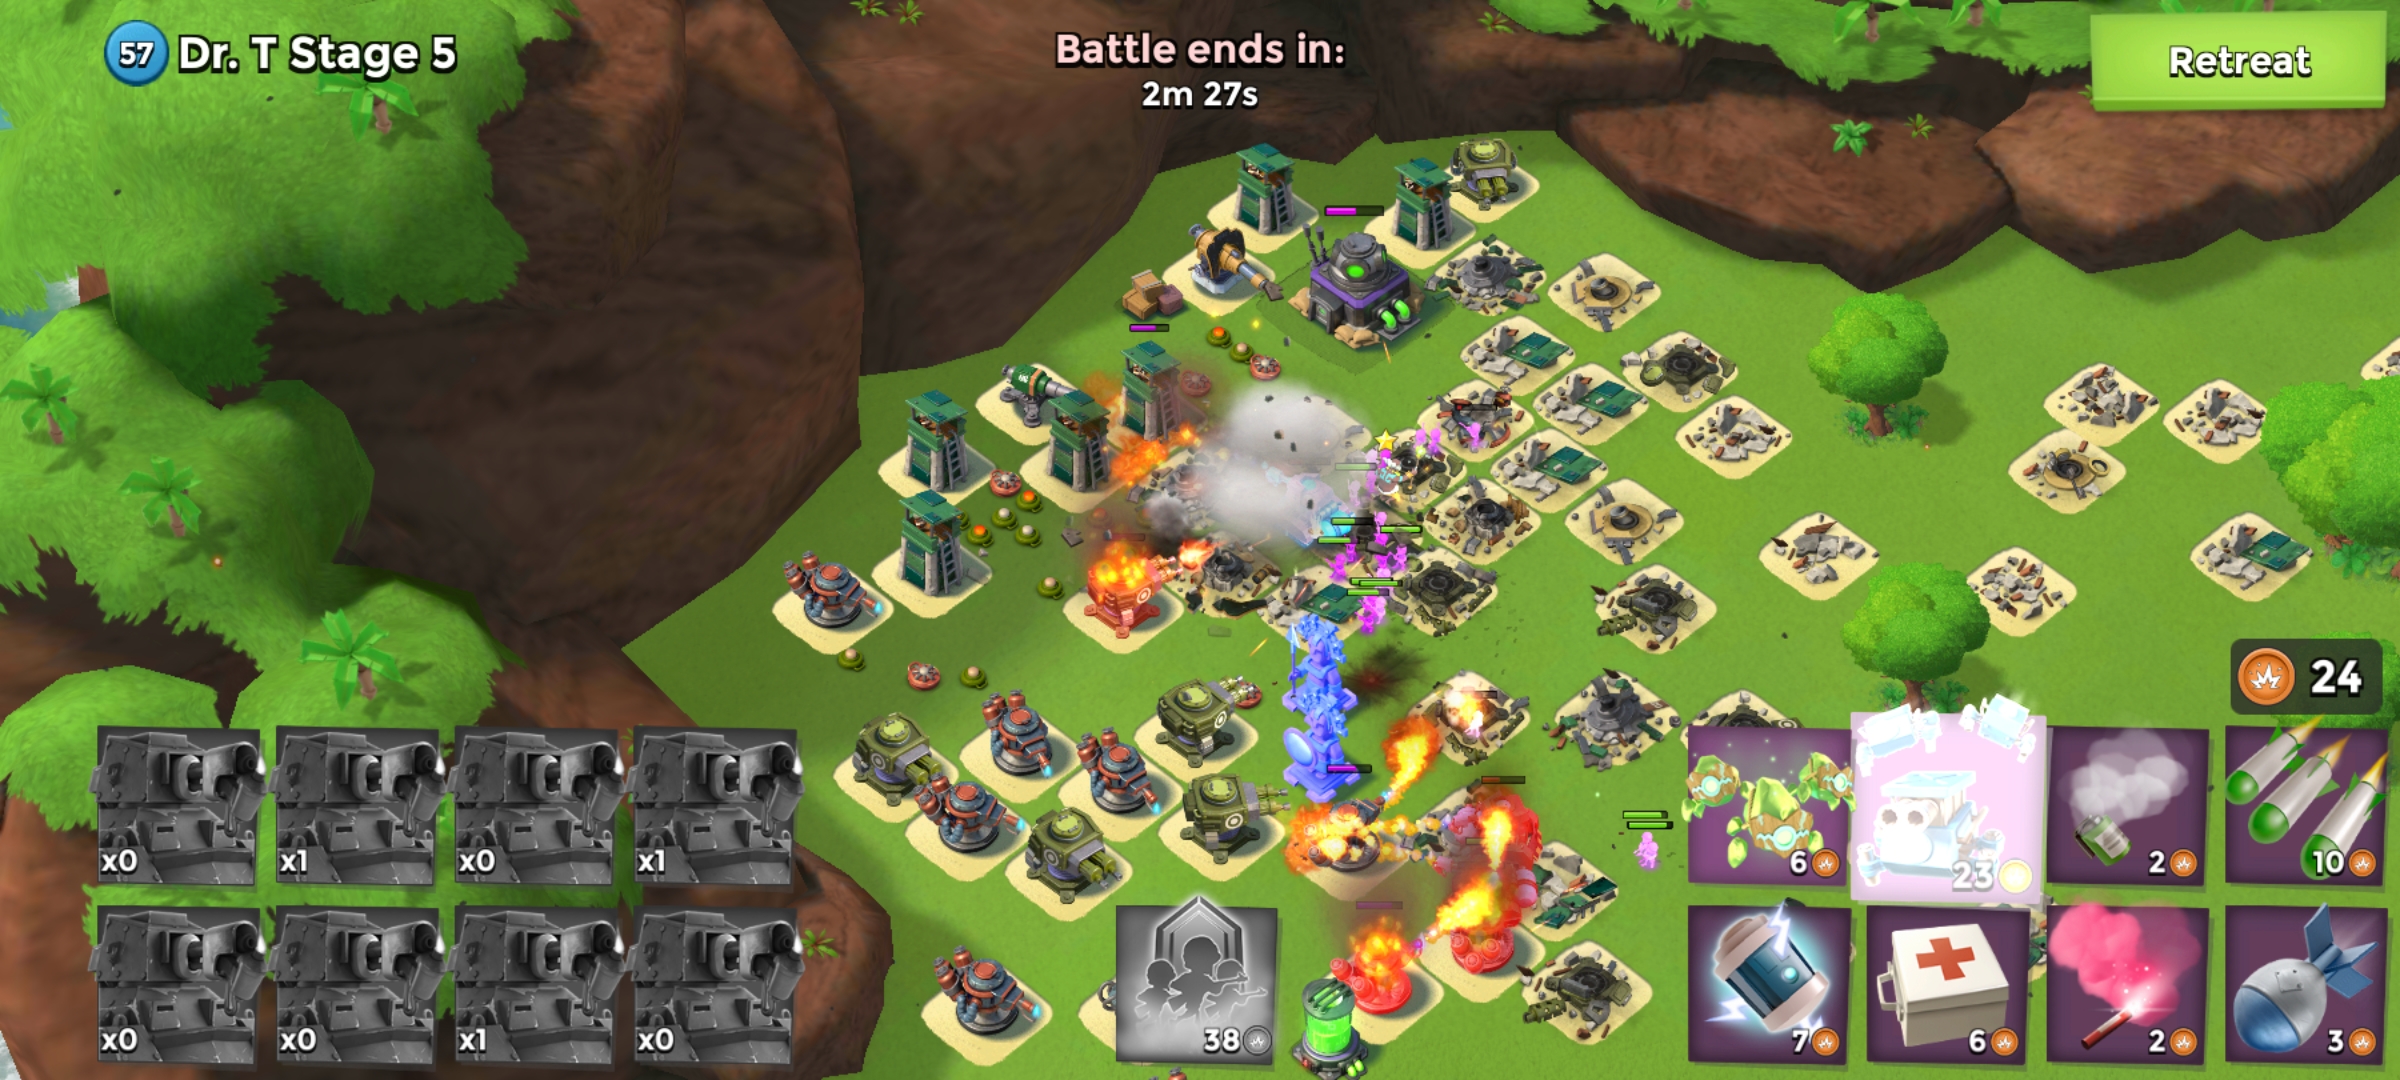 57 Dr. T Stage 5
Battle ends in:
2m 27s
Retreat
24
x0 x1 x0 x1
6 23 2 10
x0 x0 x1 x0
38
7 6 2 3